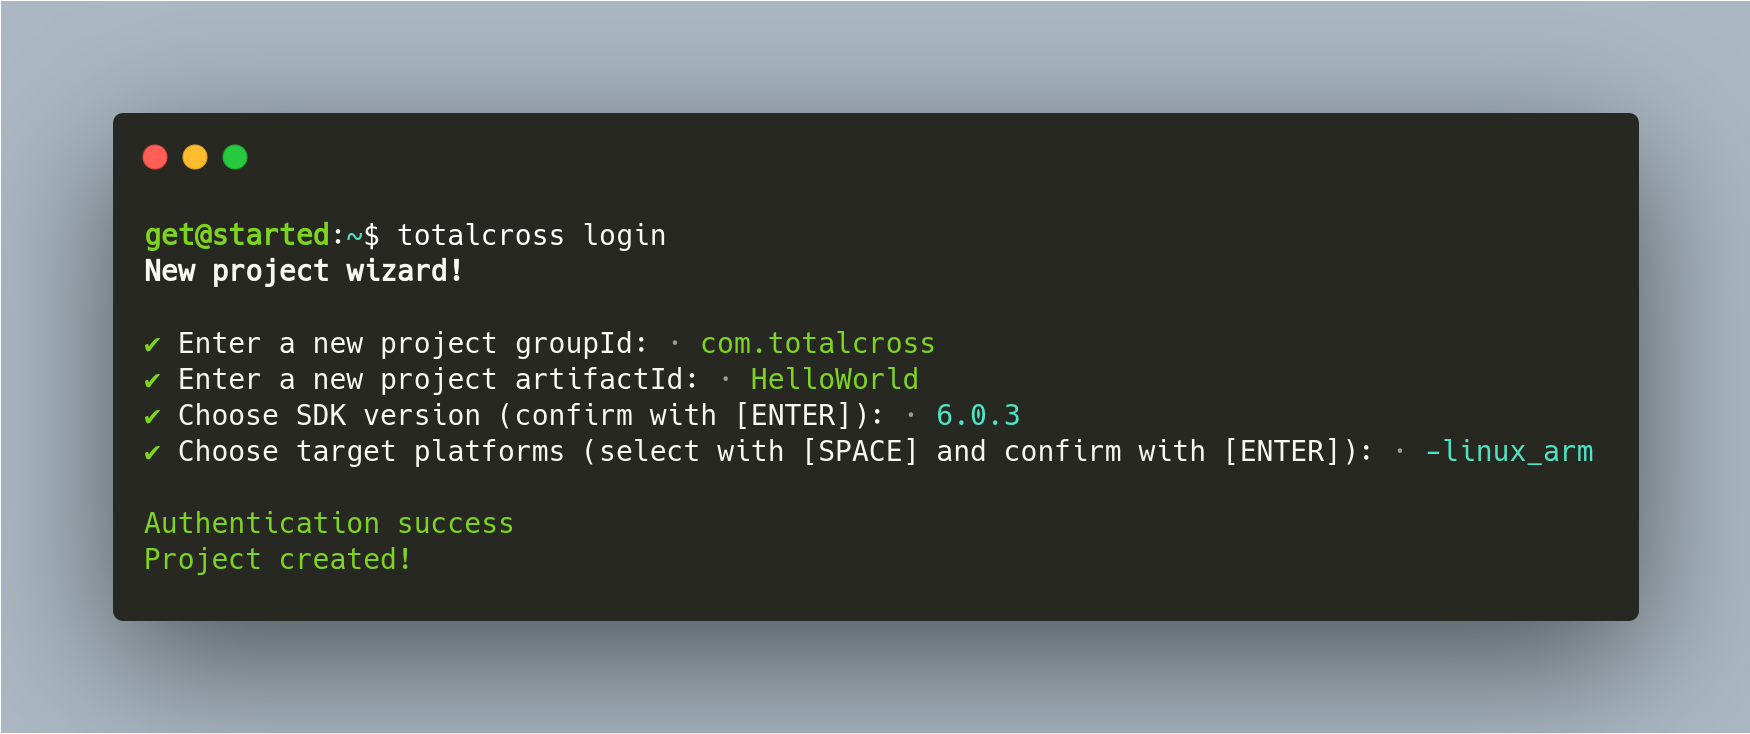 get@started:~$ totalcross login
New project wizard!
✔ Enter a new project groupId: · com.totalcross
✔ Enter a new project artifactId: · HelloWorld
✔ Choose SDK version (confirm with [ENTER]): · 6.0.3
✔ Choose target platforms (select with [SPACE] and confirm with [ENTER]): · -linux_arm
Authentication success
Project created!